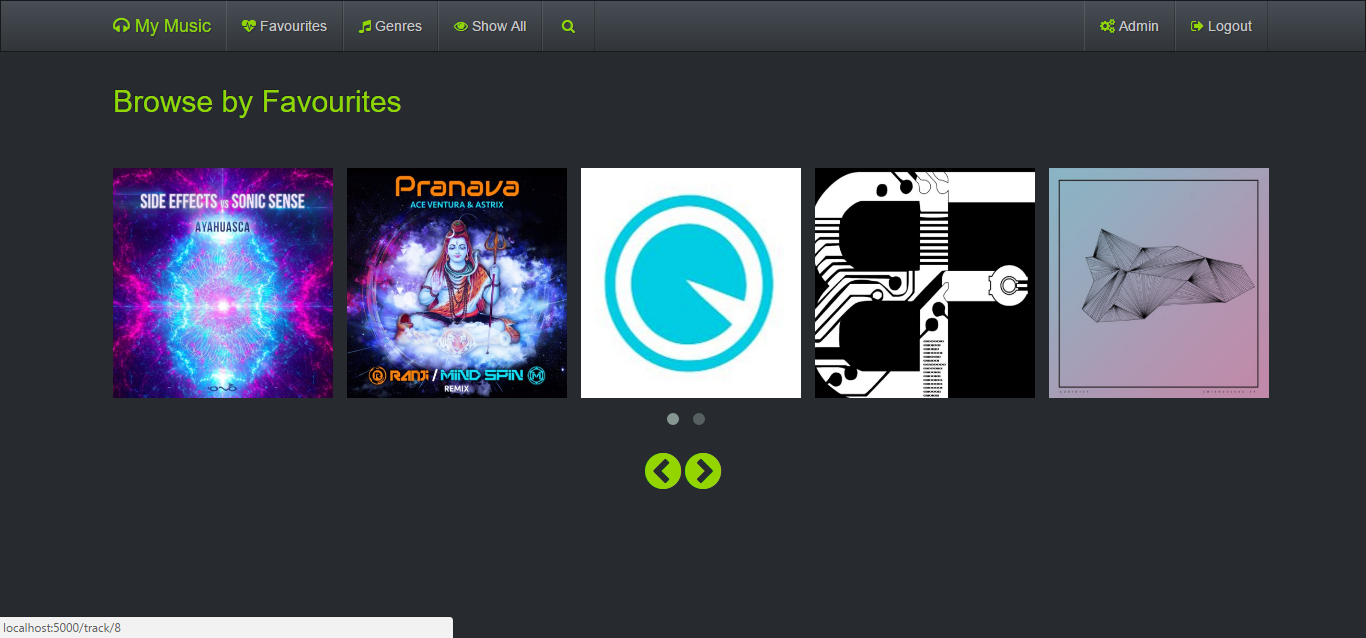 My Music Favourites Genres Show All Admin Logout
Browse by Favourites
SIDE EFFECTS VS SONIC SENSE
AYAHUASCA
Pranava
ACE VENTURA & ASTRIX
RANJI / MIND SPIN
REMIX
localhost:5000/track/8